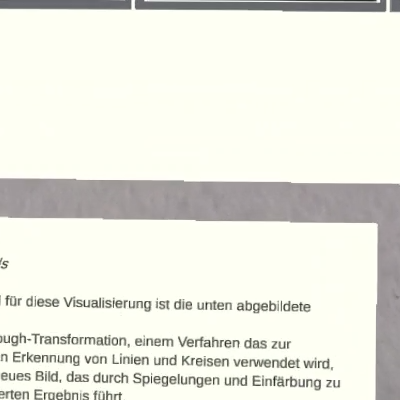 für diese Visualisierung ist die unten abgebildete
ough-Transformation, einem Verfahren das zur
n Erkennung von Linien und Kreisen verwendet wird,
eues Bild, das durch Spiegelungen und Einfärbung zu
erten Ergebnis führt.